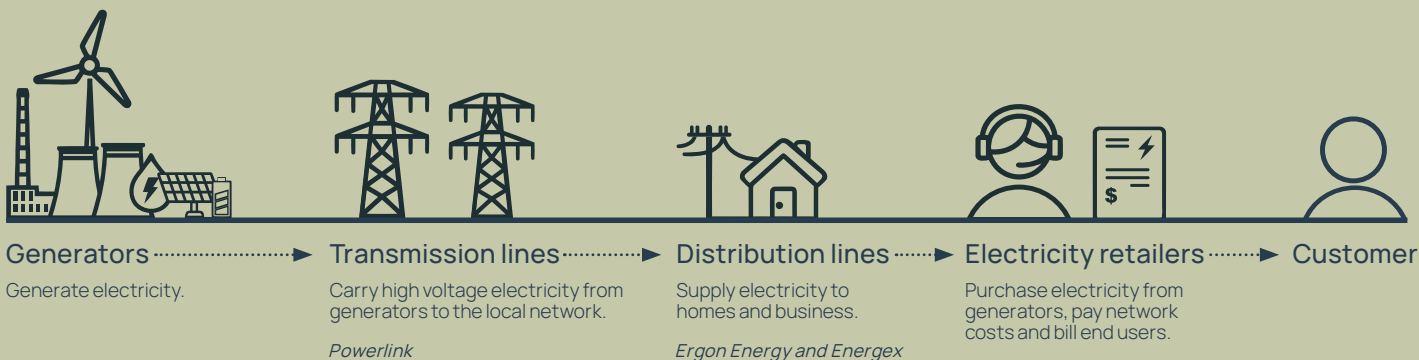 $
Generators
Transmission lines
Distribution lines
Electricity retailers
Customer
Generate electricity.
Carry high voltage electricity from
generators to the local network.
Powerlink
Supply electricity to
homes and business.
Ergon Energy and Energex
Purchase electricity from
generators, pay network
costs and bill end users.